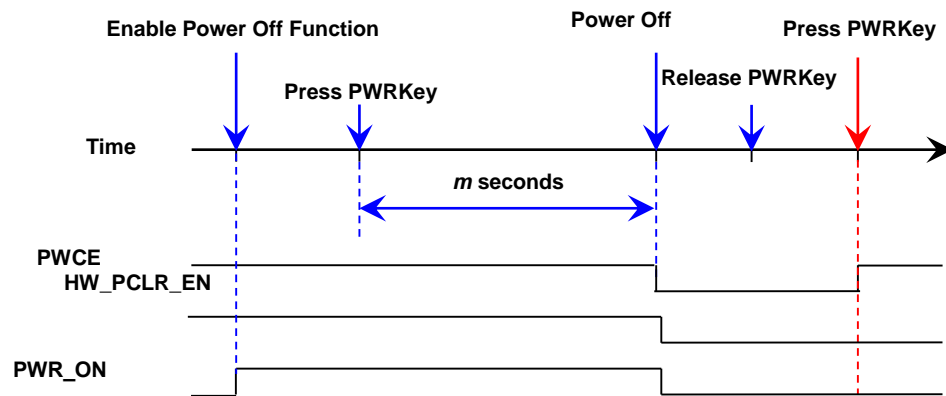 Enable Power Off Function
Power Off
Press PWRKey
Press PWRKey
Release PWRKey
Time
m seconds
PWCE
HW_PCLR_EN
PWR_ON